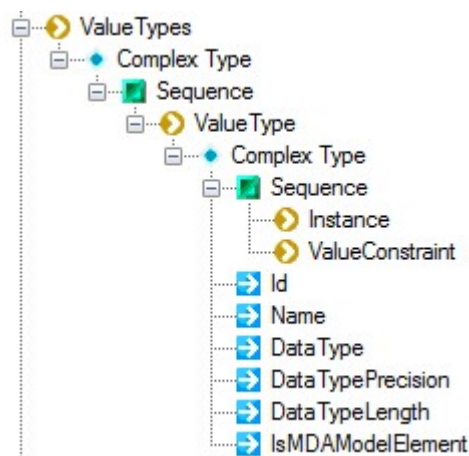 ValueTypes
Complex Type
Sequence
ValueType
Complex Type
Sequence
Instance
ValueConstraint
Id
Name
DataType
DataTypePrecision
DataTypeLength
IsMDAModelElement